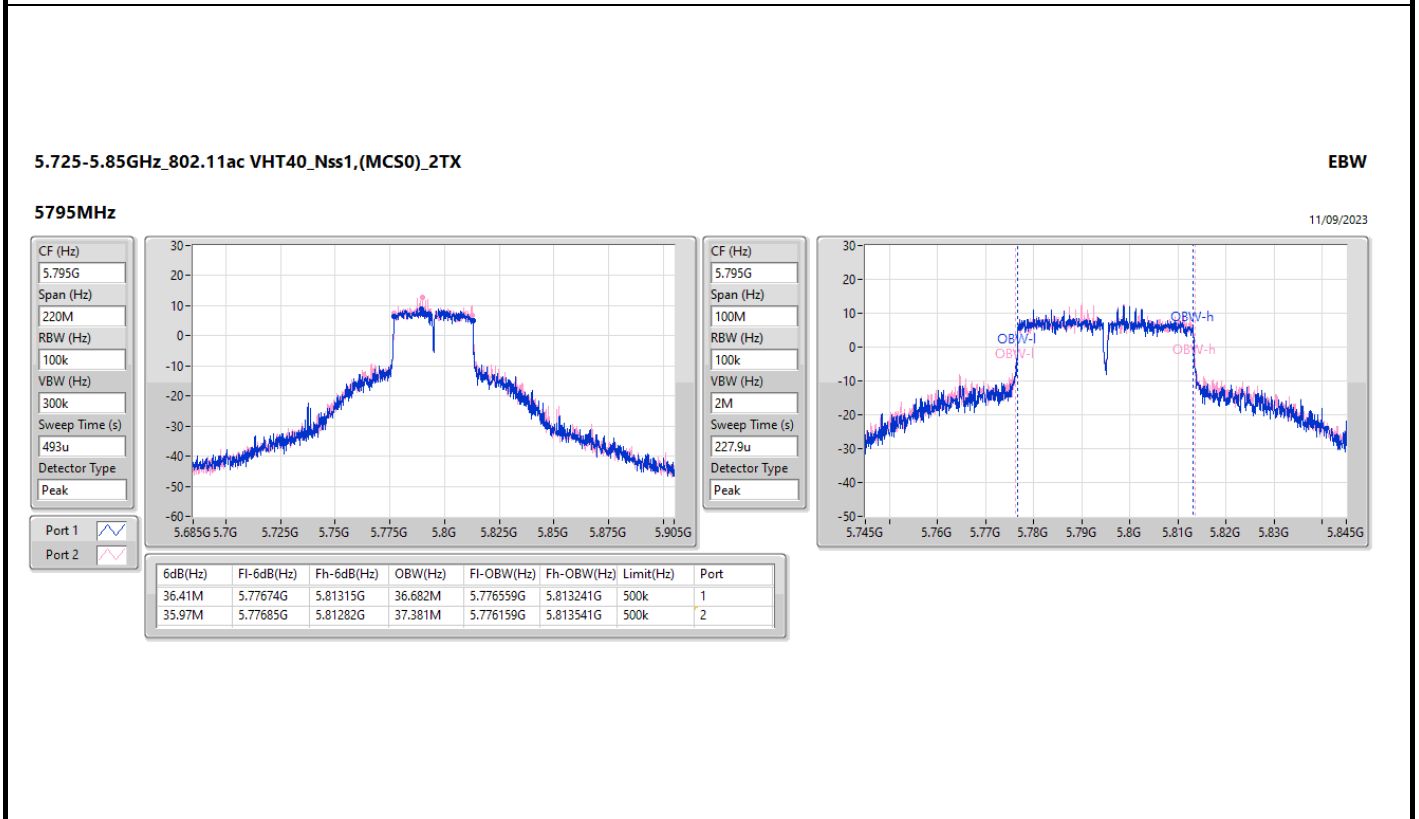 5.725-5.85GHz_802.11ac VHT40_Nss1,(MCS0)_2TX
EBW
5795MHz
11/09/2023
CF (Hz)
5.795G
Span (Hz)
220M
RBW (Hz)
100k
VBW (Hz)
300k
Sweep Time (s)
493u
Detector Type
Peak
Port 1
Port 2
30
20
10
0
-10
-20
-30
-40
-50
-60
5.685G 5.7G 5.725G 5.75G 5.775G 5.8G 5.825G 5.85G 5.875G 5.905G
CF (Hz)
5.795G
Span (Hz)
100M
RBW (Hz)
100k
VBW (Hz)
2M
Sweep Time (s)
227.9u
Detector Type
Peak
30
20
10
0
-10
-20
-30
-40
-50
OBW-h
OBW-l
OBW-l
OBW-h
5.745G 5.76G 5.77G 5.78G 5.79G 5.8G 5.81G 5.82G 5.83G 5.845G
6dB(Hz) Fl-6dB(Hz) Fh-6dB(Hz) OBW(Hz) Fl-OBW(Hz) Fh-OBW(Hz) Limit(Hz) Port
36.41M 5.77674G 5.81315G 36.682M 5.776559G 5.813241G 500k 1
35.97M 5.77685G 5.81282G 37.381M 5.776159G 5.813541G 500k 2